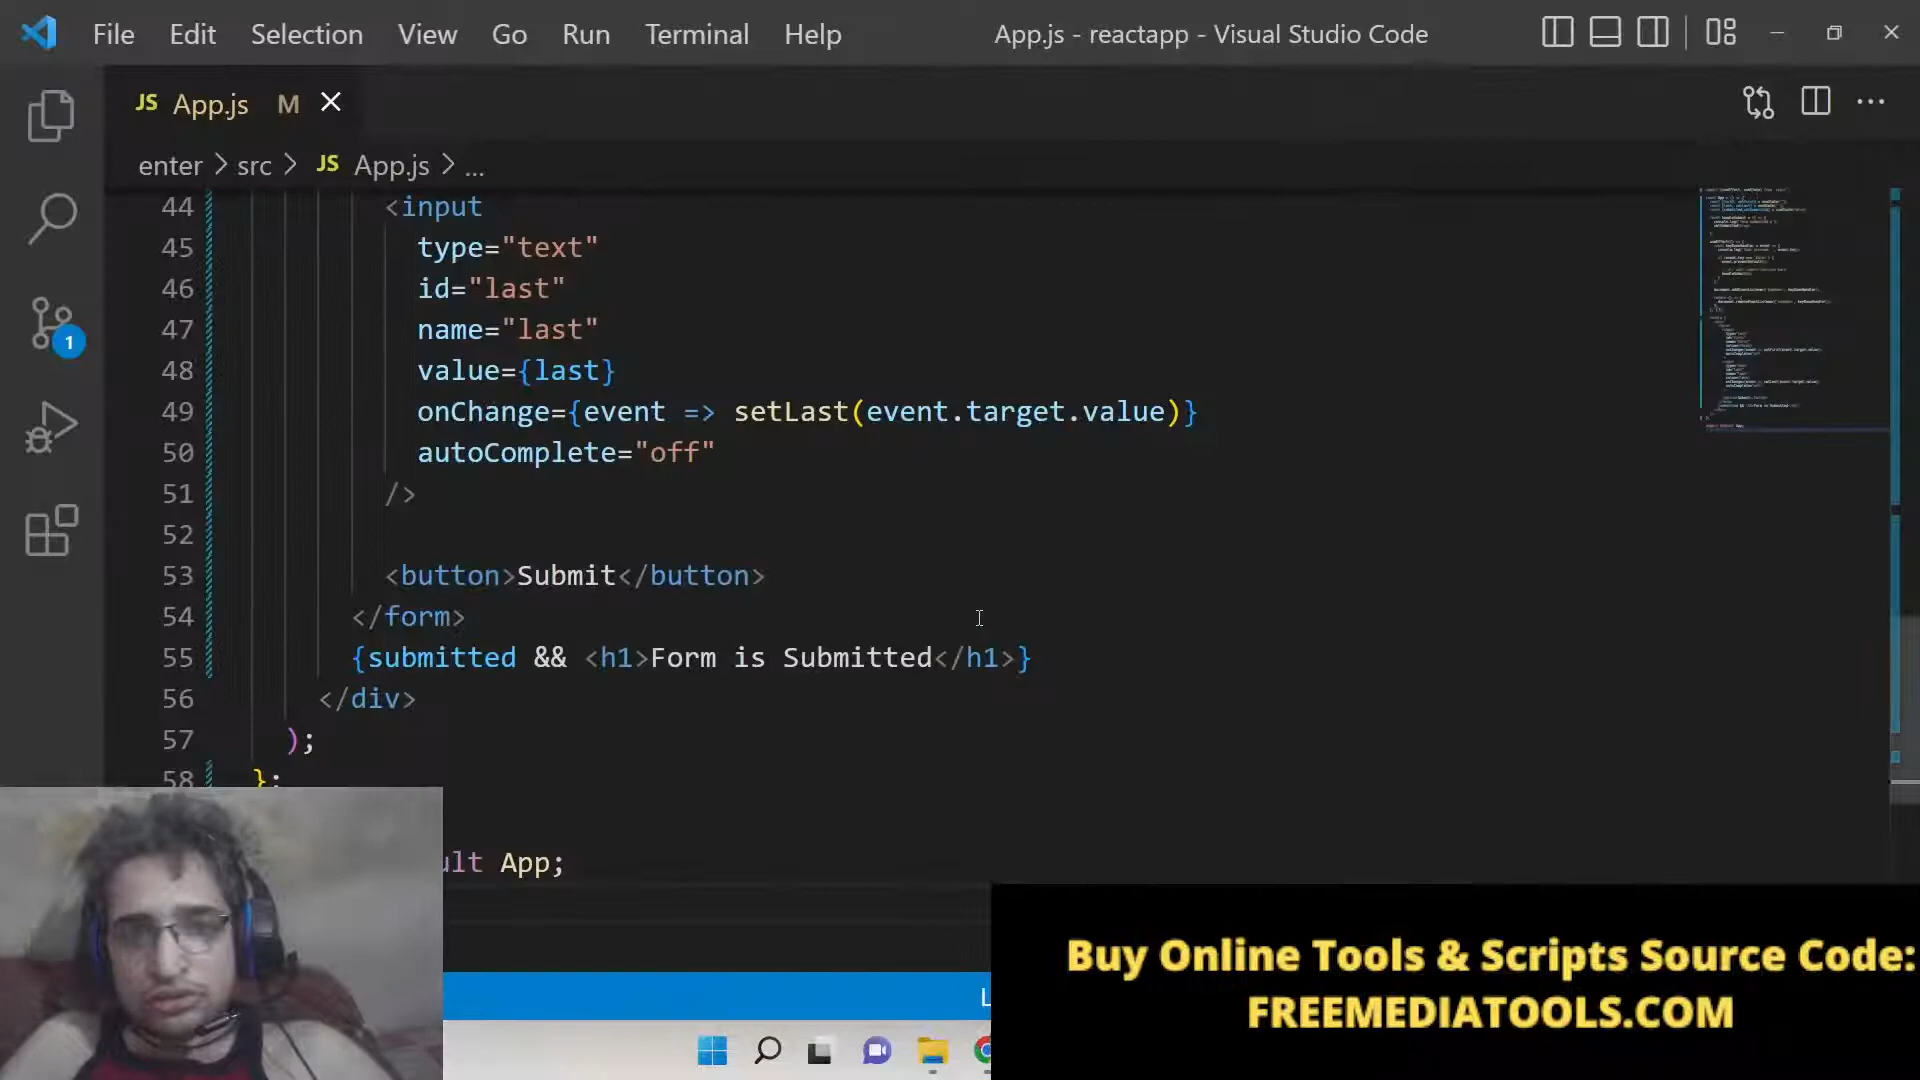 File Edit Selection View Go Run Terminal Help App.js - reactapp - Visual Studio Code
JS App.js M
enter > src > JS App.js > ...
44 <input
45 type="text"
46 id="last"
47 name="last"
48 value={last}
49 onChange={event => setLast(event.target.value)}
50 autoComplete="off"
51 />
52
53 <button>Submit</button>
54 </form>
55 {submitted && <h1>Form is Submitted</h1>}
56 </div>
57 );
58 };
ult App;
1
L
Buy Online Tools & Scripts Source Code:
FREEMEDIATOOLS.COM